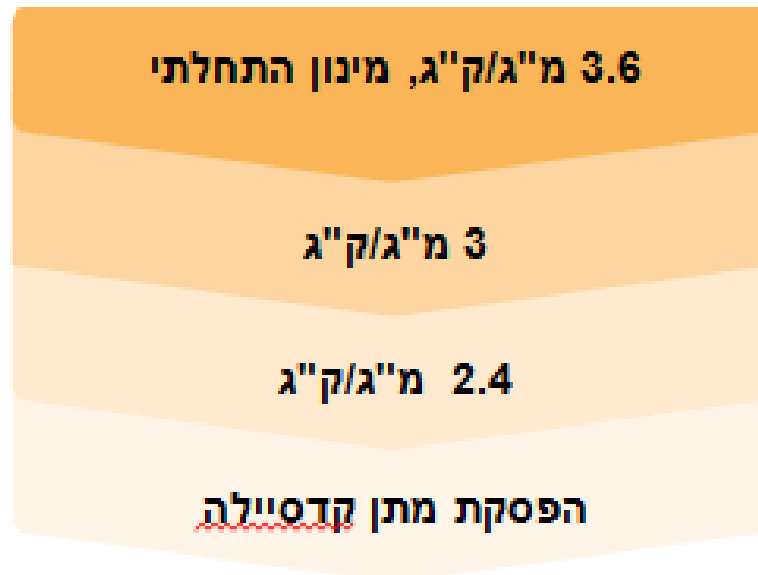 3.6 מ"ג/ק"ג, מינון התחלתי
3 מ"ג/ק"ג
2.4 מ"ג/ק"ג
הפסקת מתן קדסיילה